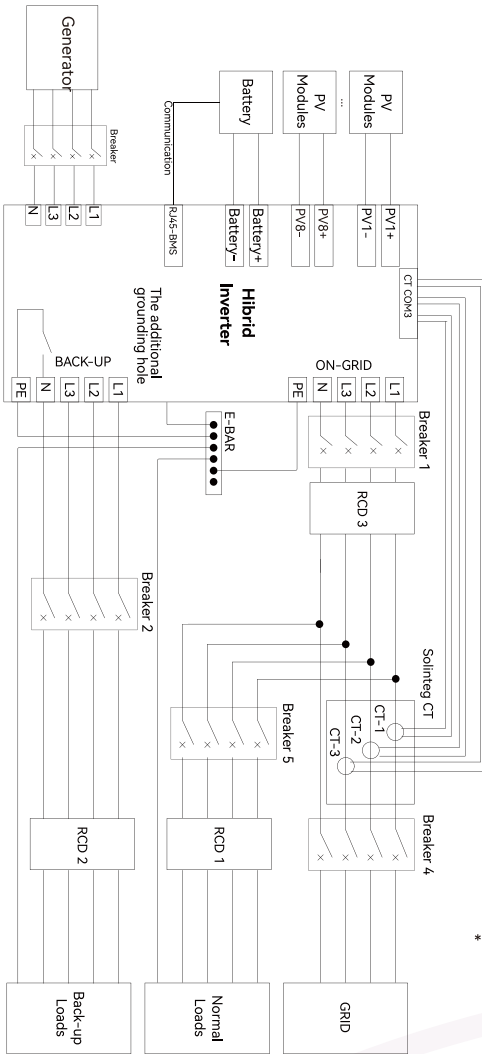 Generator
Breaker
N
L3
L2
L1
Battery
Communication
PV
Modules
...
PV
Modules
RJ45-BMS
Battery-
Battery+
PV8-
PV8+
PV1-
PV1+
CT COM3
Hibrid
Inverter
The additional
grounding hole
BACK-UP
ON-GRID
PE
N
L3
L2
L1
PE
N
L3
L2
L1
E-BAR
Breaker 1
RCD 3
Breaker 2
Solinteg CT
CT-1
CT-2
CT-3
Breaker 5
Breaker 4
RCD 2
RCD 1
*
Back-up
Loads
Normal
Loads
GRID